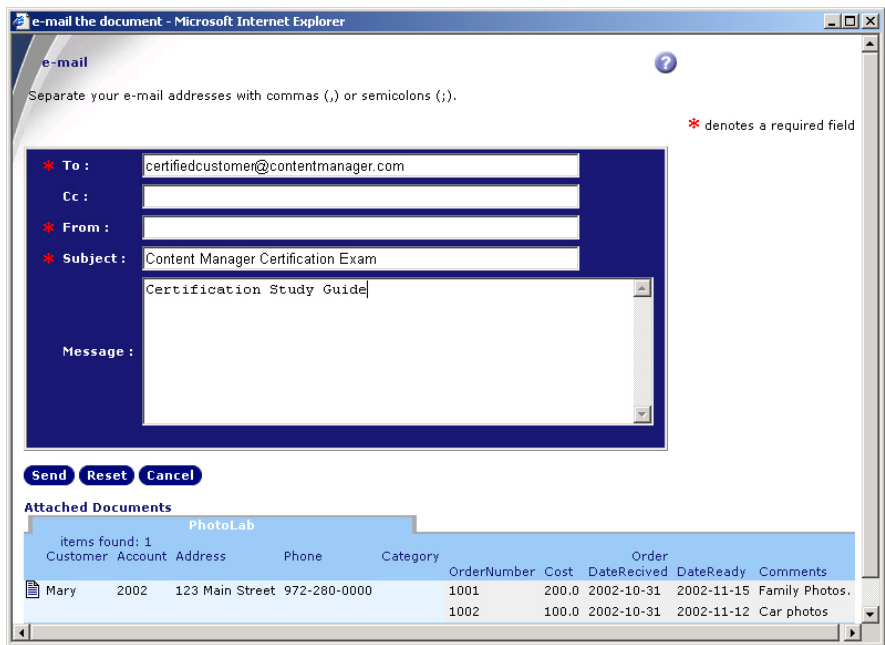 e-mail the document - Microsoft Internet Explorer
e-mail
?
Separate your e-mail addresses with commas (,) or semicolons (;).
* denotes a required field
* To : certifiedcustomer@contentmanager.com
Cc :
* From :
* Subject : Content Manager Certification Exam
Certification Study Guide
Message :
Send Reset Cancel
Attached Documents
PhotoLab
items found: 1
Customer Account Address Phone Category Order
OrderNumber Cost DateRecived DateReady Comments
Mary 2002 123 Main Street 972-280-0000 1001 200.0 2002-10-31 2002-11-15 Family Photos.
1002 100.0 2002-10-31 2002-11-12 Car photos